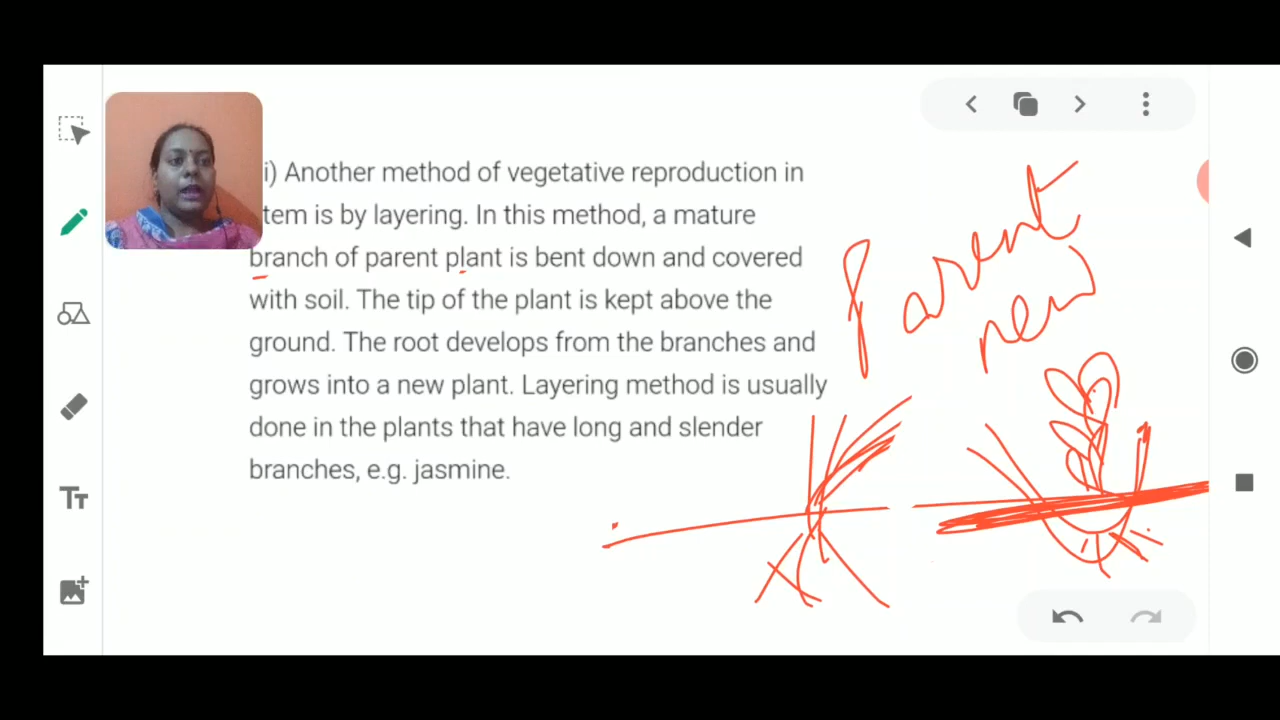 i) Another method of vegetative reproduction in
tem is by layering. In this method, a mature
branch of parent plant is bent down and covered
with soil. The tip of the plant is kept above the
ground. The root develops from the branches and
grows into a new plant. Layering method is usually
done in the plants that have long and slender
branches, e.g. jasmine.
Parent
new
TT